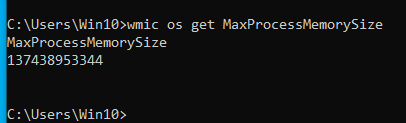 C:\Users\Win10>wmic os get MaxProcessMemorySize
MaxProcessMemorySize
137438953344
C:\Users\Win10>